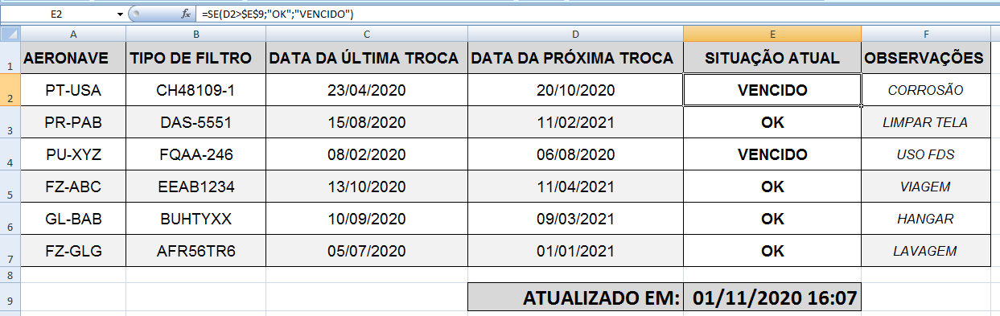 E2 fx =SE(D2>$E$9;"OK";"VENCIDO")
A B C D E F
1 AERONAVE TIPO DE FILTRO DATA DA ÚLTIMA TROCA DATA DA PRÓXIMA TROCA SITUAÇÃO ATUAL OBSERVAÇÕES
2 PT-USA CH48109-1 23/04/2020 20/10/2020 VENCIDO CORROSÃO
3 PR-PAB DAS-5551 15/08/2020 11/02/2021 OK LIMPAR TELA
4 PU-XYZ FQAA-246 08/02/2020 06/08/2020 VENCIDO USO FDS
5 FZ-ABC EEAB1234 13/10/2020 11/04/2021 OK VIAGEM
6 GL-BAB BUHTYXX 10/09/2020 09/03/2021 OK HANGAR
7 FZ-GLG AFR56TR6 05/07/2020 01/01/2021 OK LAVAGEM
8
9 ATUALIZADO EM: 01/11/2020 16:07